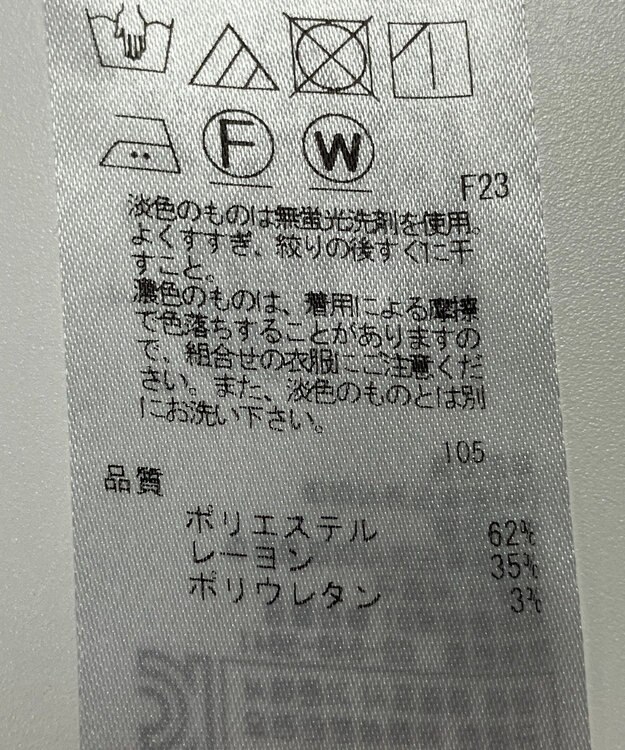 F W
F23
淡色のものは無蛍光洗剤を使用。
よくすすぎ、絞りの後すぐに干
すこと。
濃色のものは、着用による摩擦
で色落ちすることがありますの
で、組合せの衣服にご注意くだ
さい。また、淡色のものとは別
にお洗い下さい。
105
品質
ポリエステル 62%
レーヨン 35%
ポリウレタン 3%